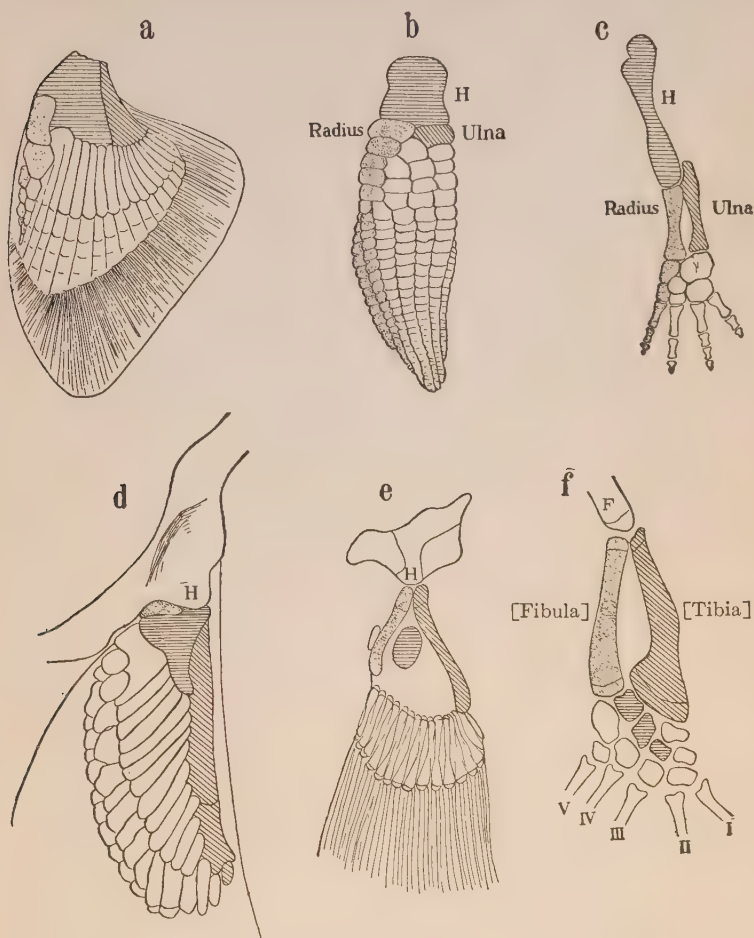 a
b
c
H
Radius
Ulna
H
Radius
Ulna
y
d
H
e
H
f
F
[Fibula]
[Tibia]
V
IV
III
II
I